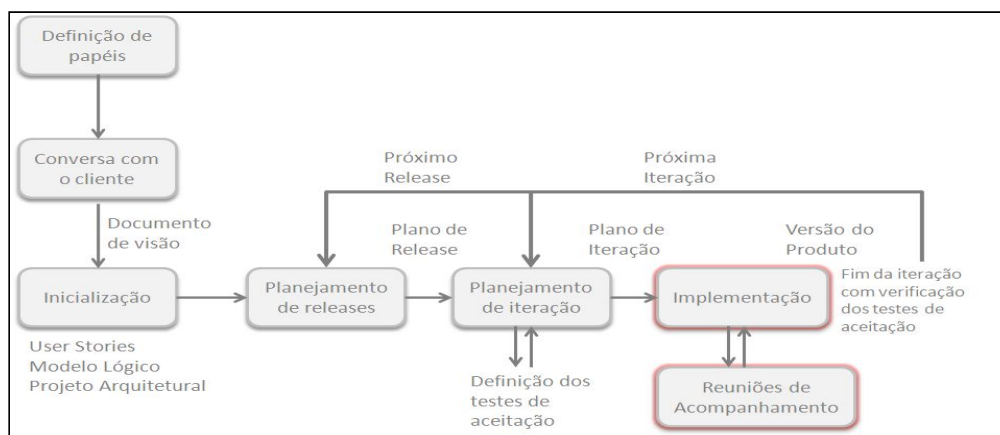 Definição de
papéis
Conversa com
o cliente
Documento
de visão
Inicialização
User Stories
Modelo Lógico
Projeto Arquitetural
Próximo
Release
Próxima
Iteração
Plano de
Release
Plano de
Iteração
Versão do
Produto
Planejamento
de releases
Planejamento
de iteração
Implementação
Fim da iteração
com verificação
dos testes de
aceitação
Definição dos
testes de
aceitação
Reuniões de
Acompanhamento